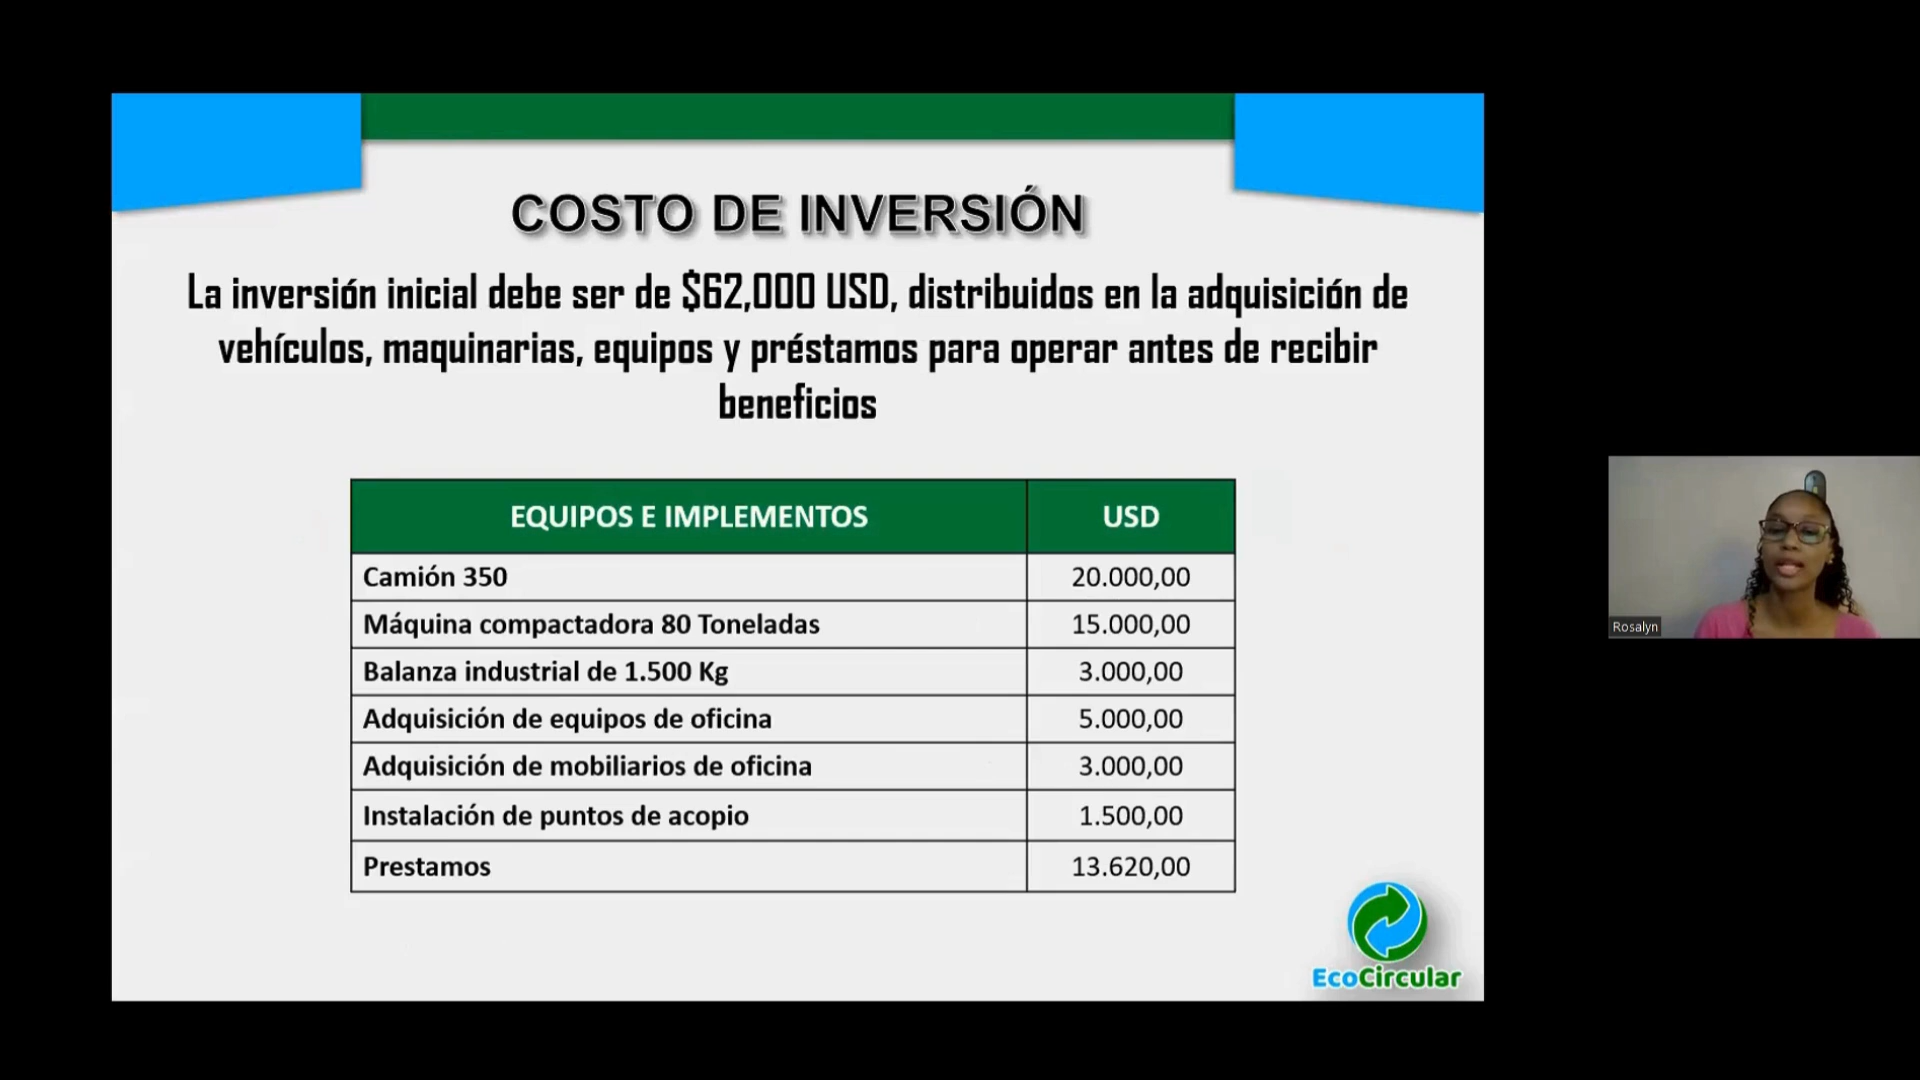 COSTO DE INVERSIÓN
La inversión inicial debe ser de $62,000 USD, distribuidos en la adquisición de
vehículos, maquinarias, equipos y préstamos para operar antes de recibir
beneficios
EQUIPOS E IMPLEMENTOS USD
Camión 350 20.000,00
Máquina compactadora 80 Toneladas 15.000,00
Balanza industrial de 1.500 Kg 3.000,00
Adquisición de equipos de oficina 5.000,00
Adquisición de mobiliarios de oficina 3.000,00
Instalación de puntos de acopio 1.500,00
Prestamos 13.620,00
EcoCircular
Rosalyn